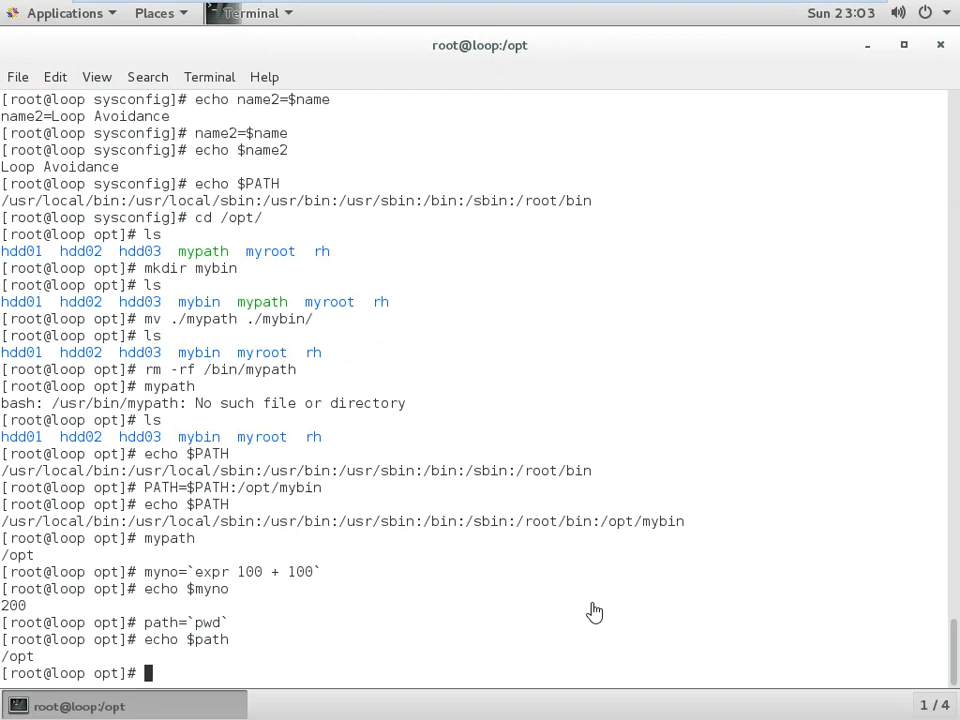 Applications Places Terminal Sun 23:03
root@loop:/opt
File Edit View Search Terminal Help
[root@loop sysconfig]# echo name2=$name
name2=Loop Avoidance
[root@loop sysconfig]# name2=$name
[root@loop sysconfig]# echo $name2
Loop Avoidance
[root@loop sysconfig]# echo $PATH
/usr/local/bin:/usr/local/sbin:/usr/bin:/usr/sbin:/bin:/sbin:/root/bin
[root@loop sysconfig]# cd /opt/
[root@loop opt]# ls
hdd01 hdd02 hdd03 mypath myroot rh
[root@loop opt]# mkdir mybin
[root@loop opt]# ls
hdd01 hdd02 hdd03 mybin mypath myroot rh
[root@loop opt]# mv ./mypath ./mybin/
[root@loop opt]# ls
hdd01 hdd02 hdd03 mybin myroot rh
[root@loop opt]# rm -rf /bin/mypath
[root@loop opt]# mypath
bash: /usr/bin/mypath: No such file or directory
[root@loop opt]# ls
hdd01 hdd02 hdd03 mybin myroot rh
[root@loop opt]# echo $PATH
/usr/local/bin:/usr/local/sbin:/usr/bin:/usr/sbin:/bin:/sbin:/root/bin
[root@loop opt]# PATH=$PATH:/opt/mybin
[root@loop opt]# echo $PATH
/usr/local/bin:/usr/local/sbin:/usr/bin:/usr/sbin:/bin:/sbin:/root/bin:/opt/mybin
[root@loop opt]# mypath
/opt
[root@loop opt]# myno=`expr 100 + 100`
[root@loop opt]# echo $myno
200
[root@loop opt]# path=`pwd`
[root@loop opt]# echo $path
/opt
[root@loop opt]#
root@loop:/opt 1 / 4